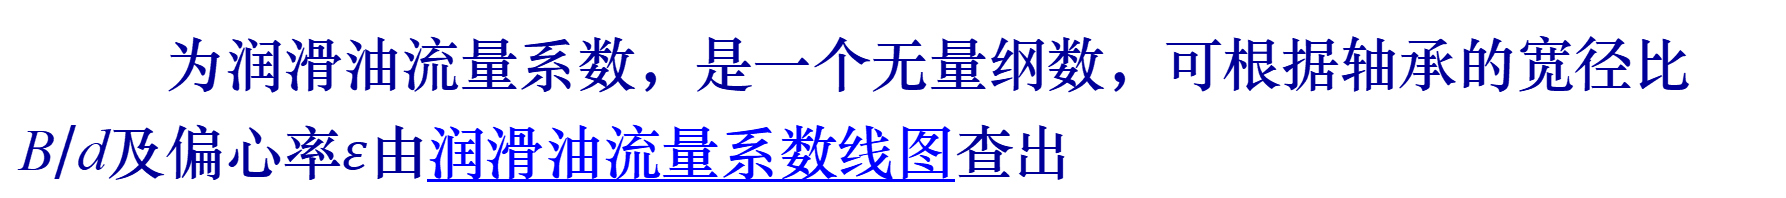 为润滑油流量系数，是一个无量纲数，可根据轴承的宽径比
B/d及偏心率ε由润滑油流量系数线图查出